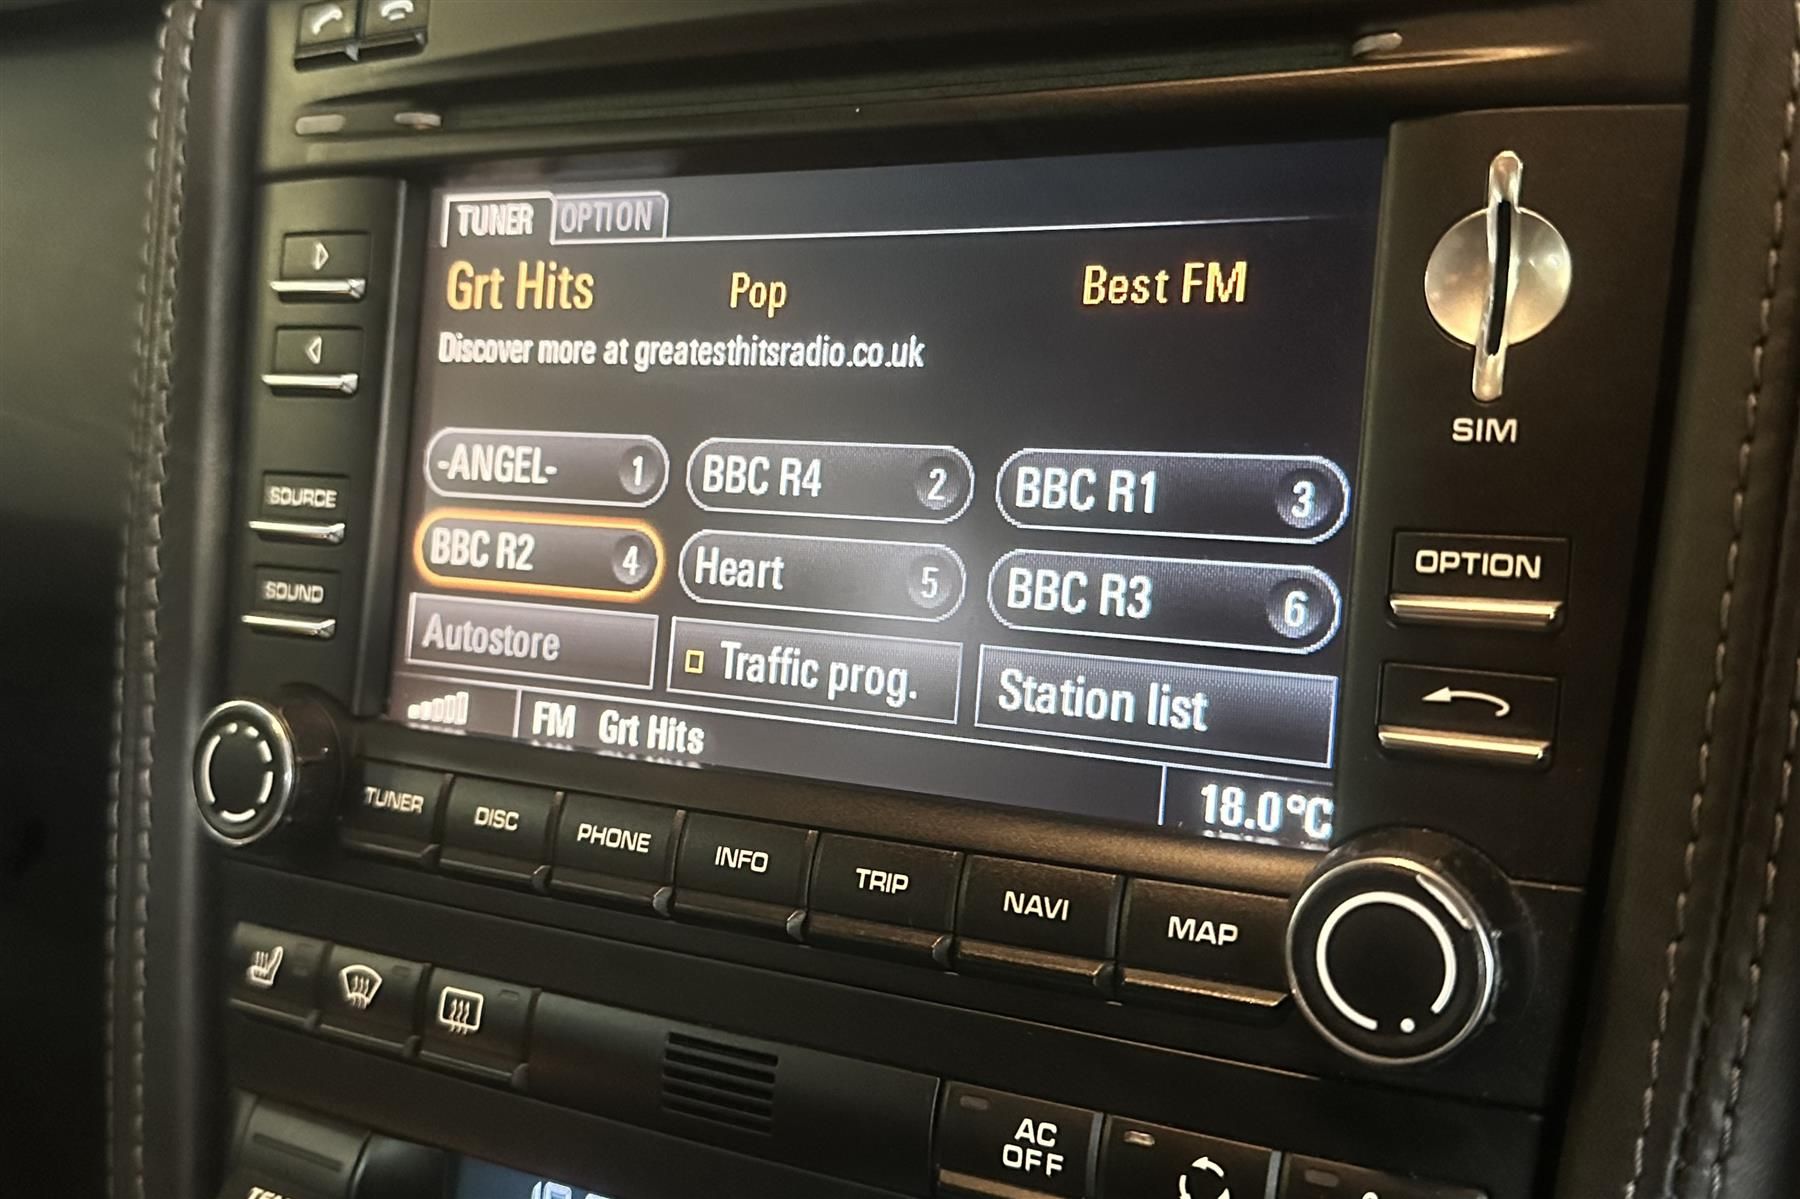 TUNER OPTION
Grt Hits Pop Best FM
Discover more at greatesthitsradio.co.uk
-ANGEL- 1 BBC R4 2 BBC R1 3
BBC R2 4 Heart 5 BBC R3 6
Autostore Traffic prog. Station list
FM Grt Hits
18.0°C
SIM
SOURCE
SOUND
OPTION
TUNER DISC PHONE INFO TRIP NAVI MAP
AC
OFF